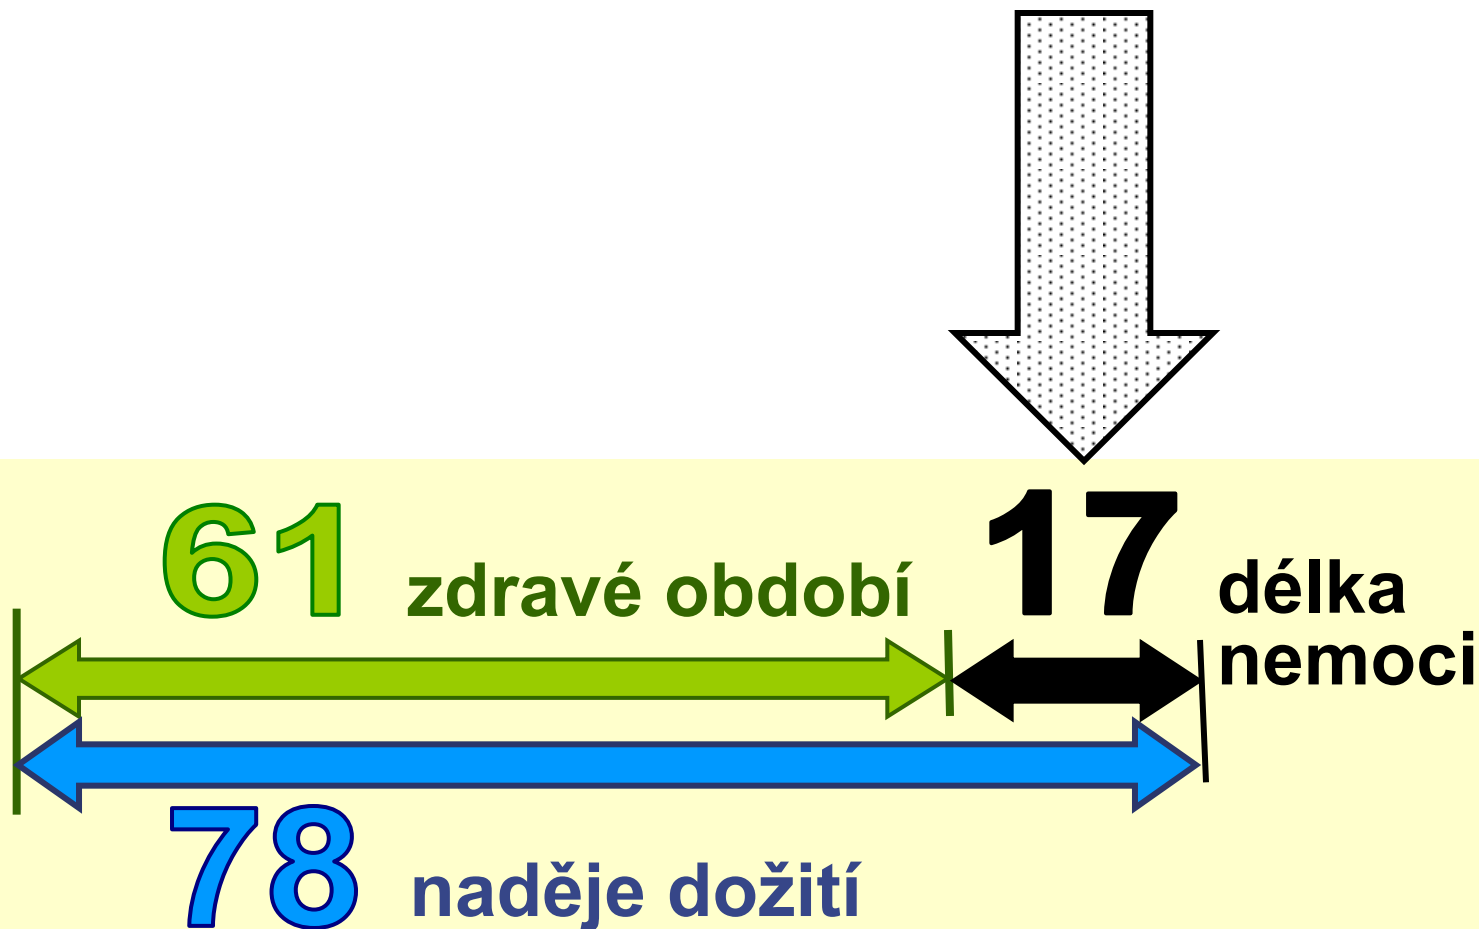 61 zdravé období
17 délka
nemoci
78 naděje dožití